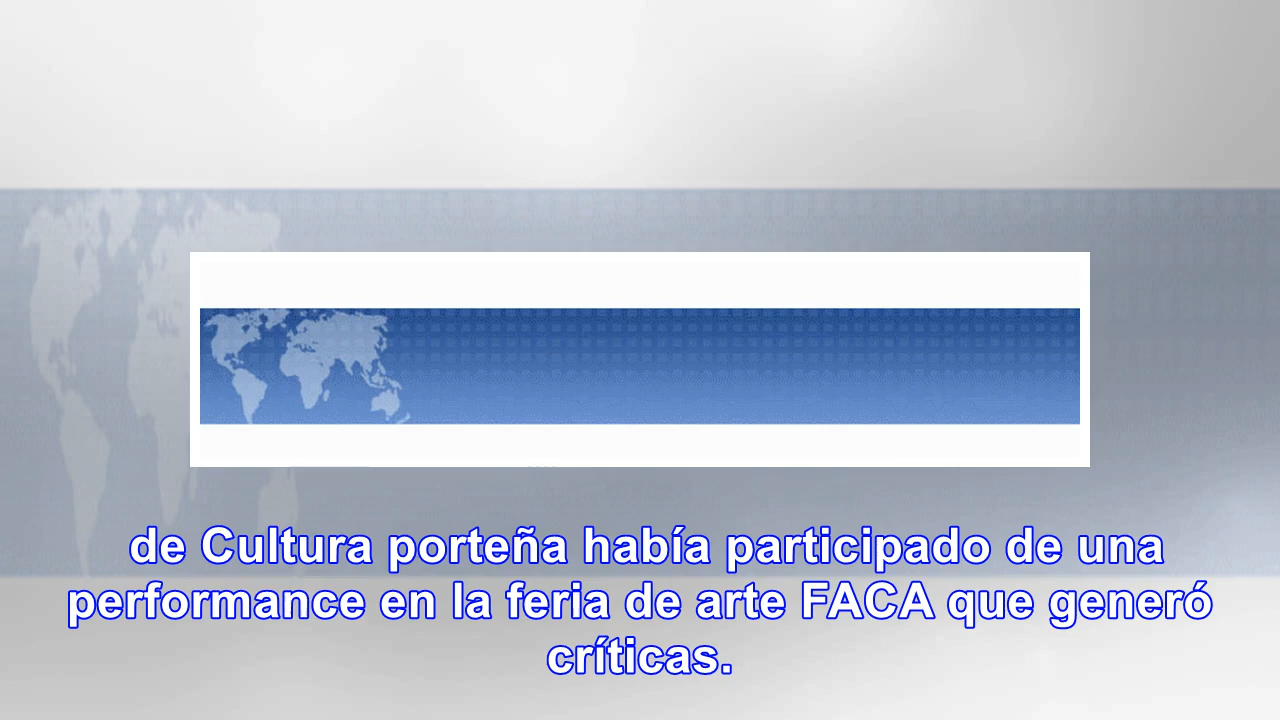 de Cultura porteña había participado de una
performance en la feria de arte FACA que generó
críticas.